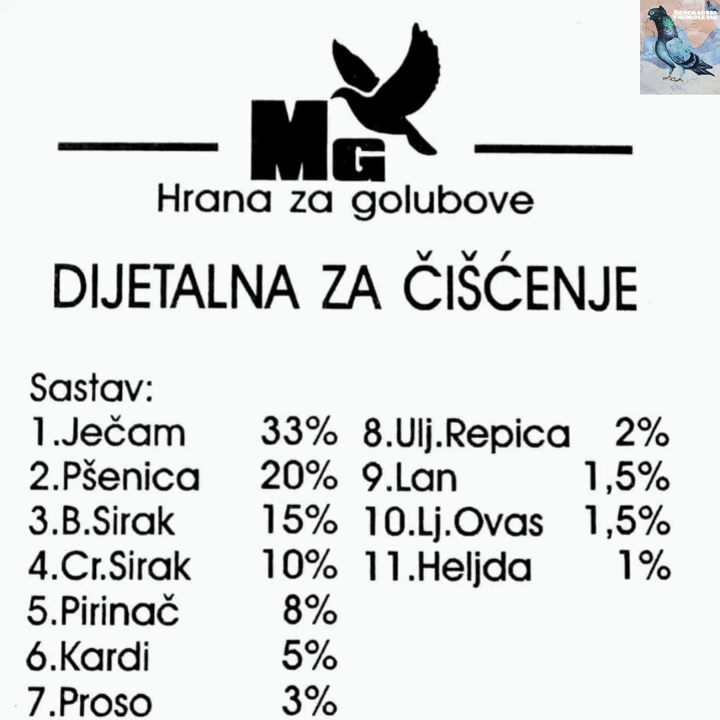 BEOGRADSKI
VISOKOLETAČ
MG
Hrana za golubove
DIJETALNA ZA ČIŠĆENJE
Sastav:
1.Ječam 33% 8.Ulj.Repica 2%
2.Pšenica 20% 9.Lan 1,5%
3.B.Sirak 15% 10.Lj.Ovas 1,5%
4.Cr.Sirak 10% 11.Heljda 1%
5.Pirinač 8%
6.Kardi 5%
7.Proso 3%